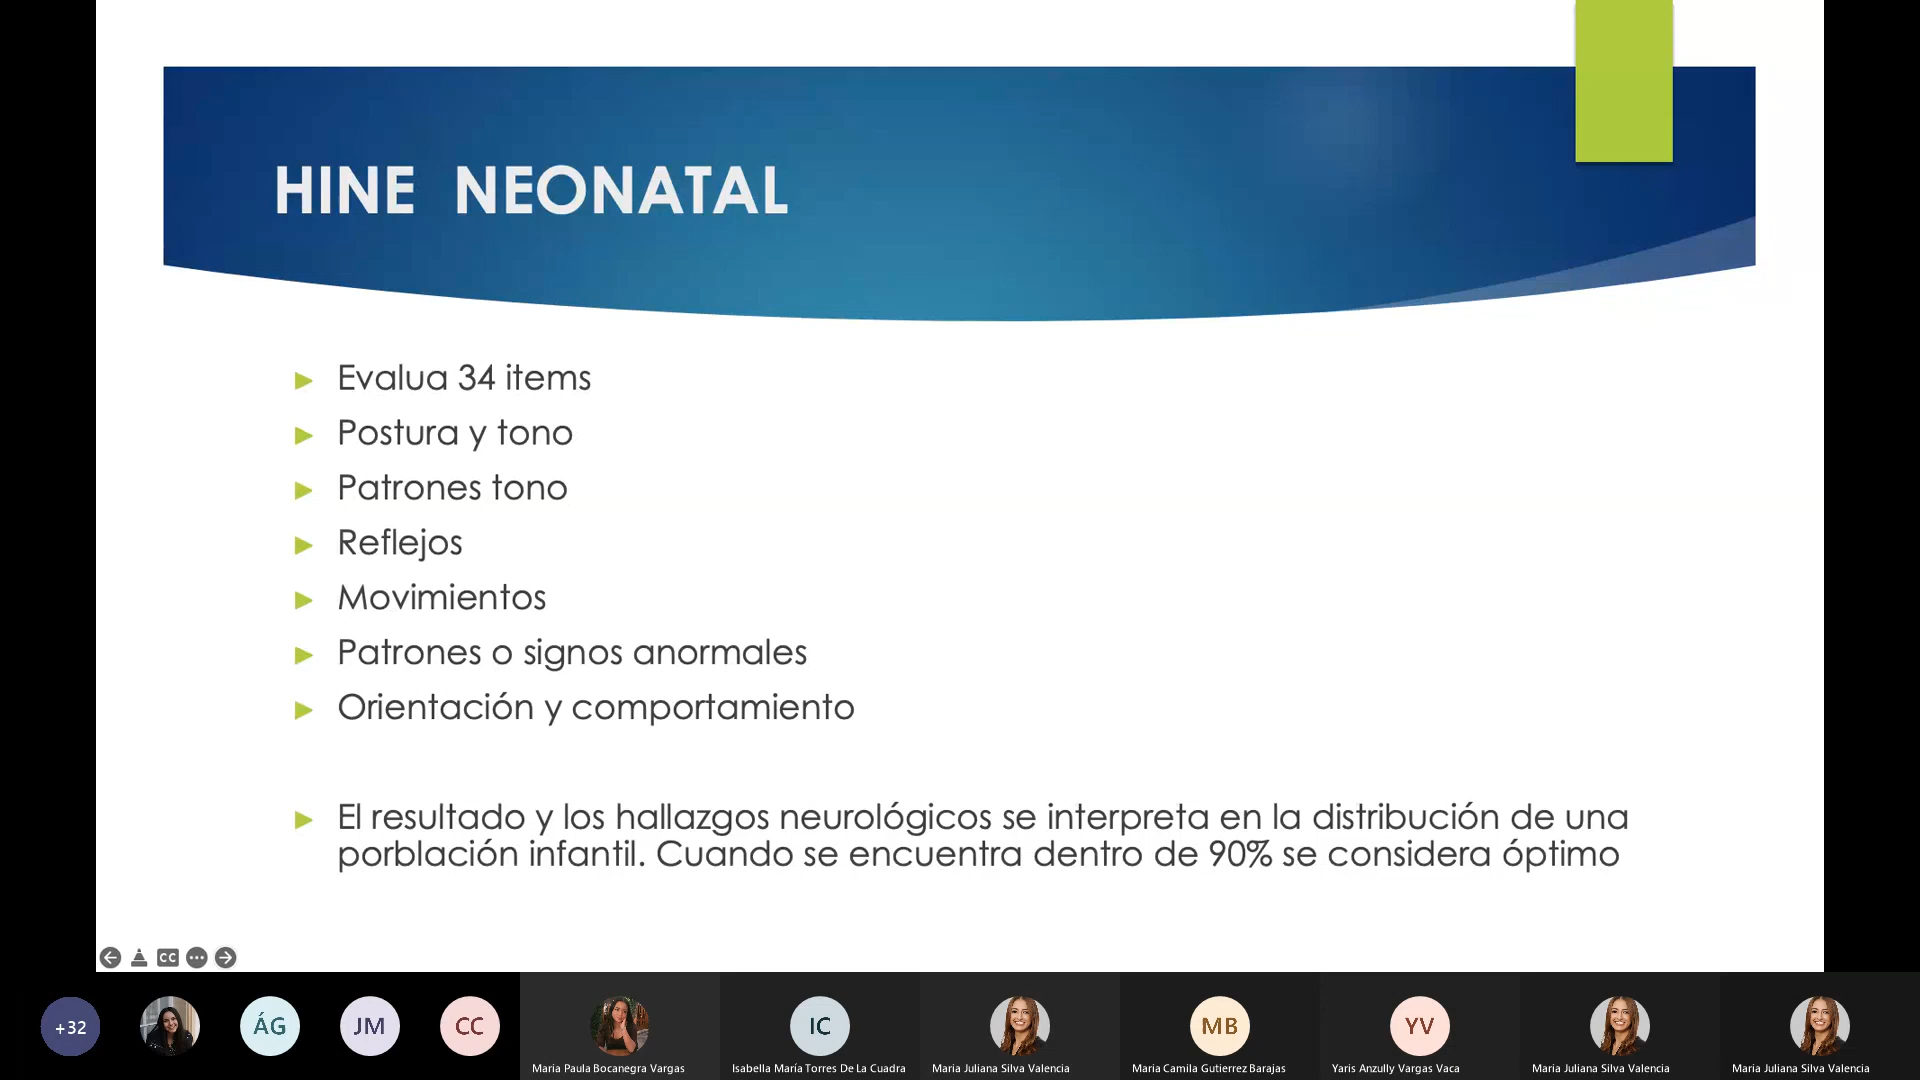 HINE NEONATAL
Evalua 34 items
Postura y tono
Patrones tono
Reflejos
Movimientos
Patrones o signos anormales
Orientación y comportamiento
El resultado y los hallazgos neurológicos se interpreta en la distribución de una
porblación infantil. Cuando se encuentra dentro de 90% se considera óptimo
CC
+32
ÁG
JM
CC
IC
MB
YV
Maria Paula Bocanegra Vargas
Isabella María Torres De La Cuadra
Maria Juliana Silva Valencia
Maria Camila Gutierrez Barajas
Yaris Anzully Vargas Vaca
Maria Juliana Silva Valencia
Maria Juliana Silva Valencia